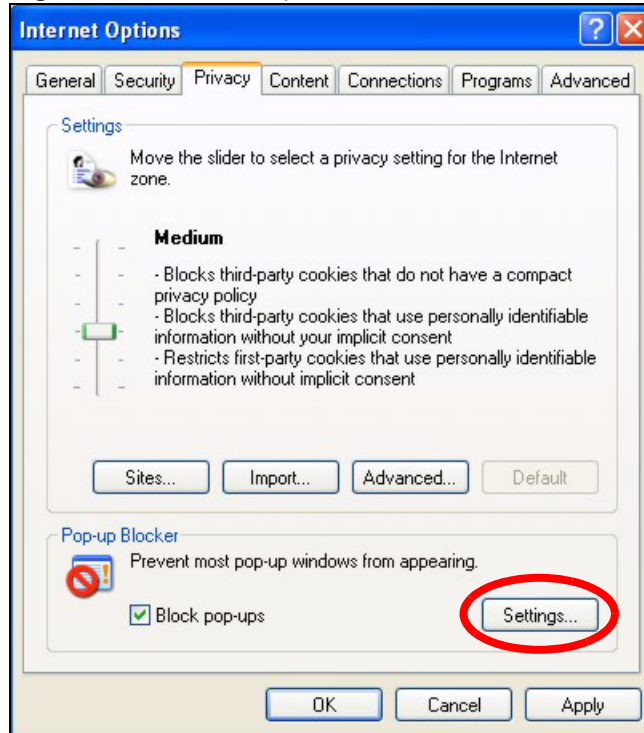 Internet Options
General Security Privacy Content Connections Programs Advanced
Settings
Move the slider to select a privacy setting for the Internet
zone.
Medium
- Blocks third-party cookies that do not have a compact
privacy policy
- Blocks third-party cookies that use personally identifiable
information without your implicit consent
- Restricts first-party cookies that use personally identifiable
information without implicit consent
Sites... Import... Advanced... Default
Pop-up Blocker
Prevent most pop-up windows from appearing.
Block pop-ups Settings...
OK Cancel Apply